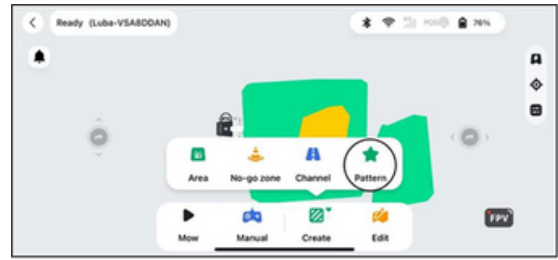 Ready (Luba-VSA8DDAN)
76%
Area No-go zone Channel Pattern
Mow Manual Create Edit
FPV